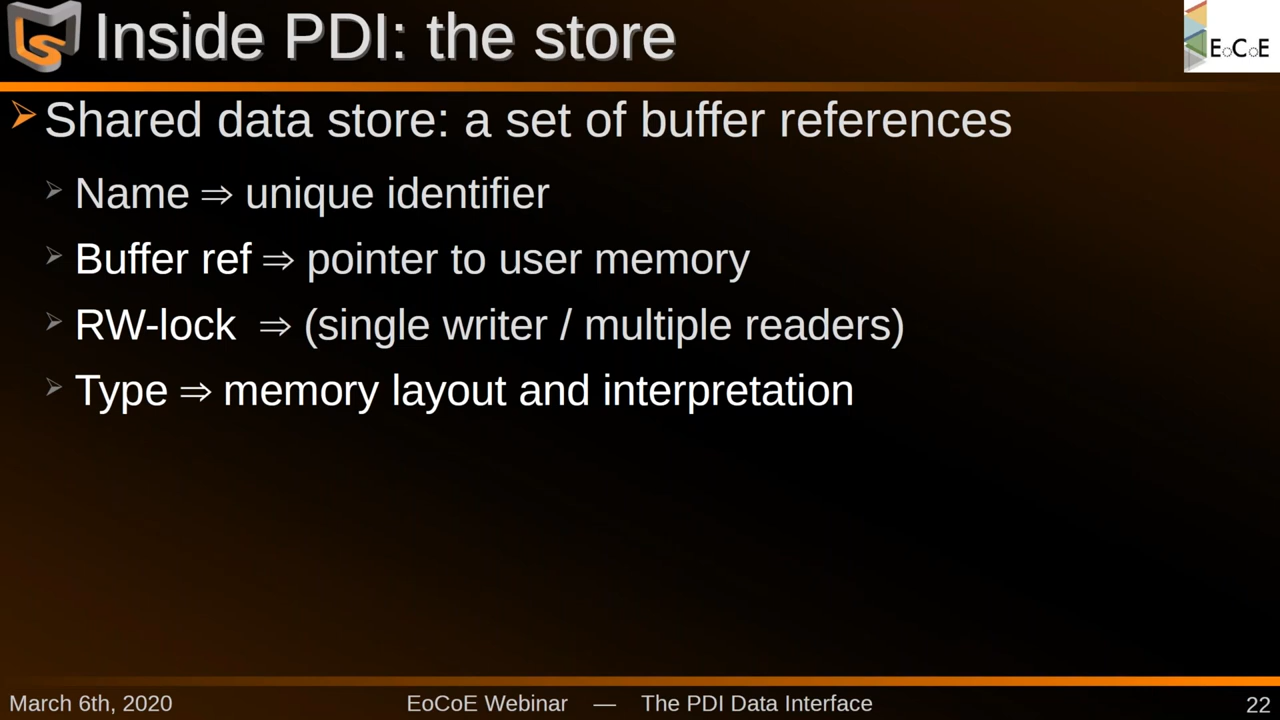 Inside PDI: the store
EoCoE
➢Shared data store: a set of buffer references
➢ Name ⇒ unique identifier
➢ Buffer ref ⇒ pointer to user memory
➢ RW-lock ⇒ (single writer / multiple readers)
➢ Type ⇒ memory layout and interpretation
March 6th, 2020 EoCoE Webinar — The PDI Data Interface 22